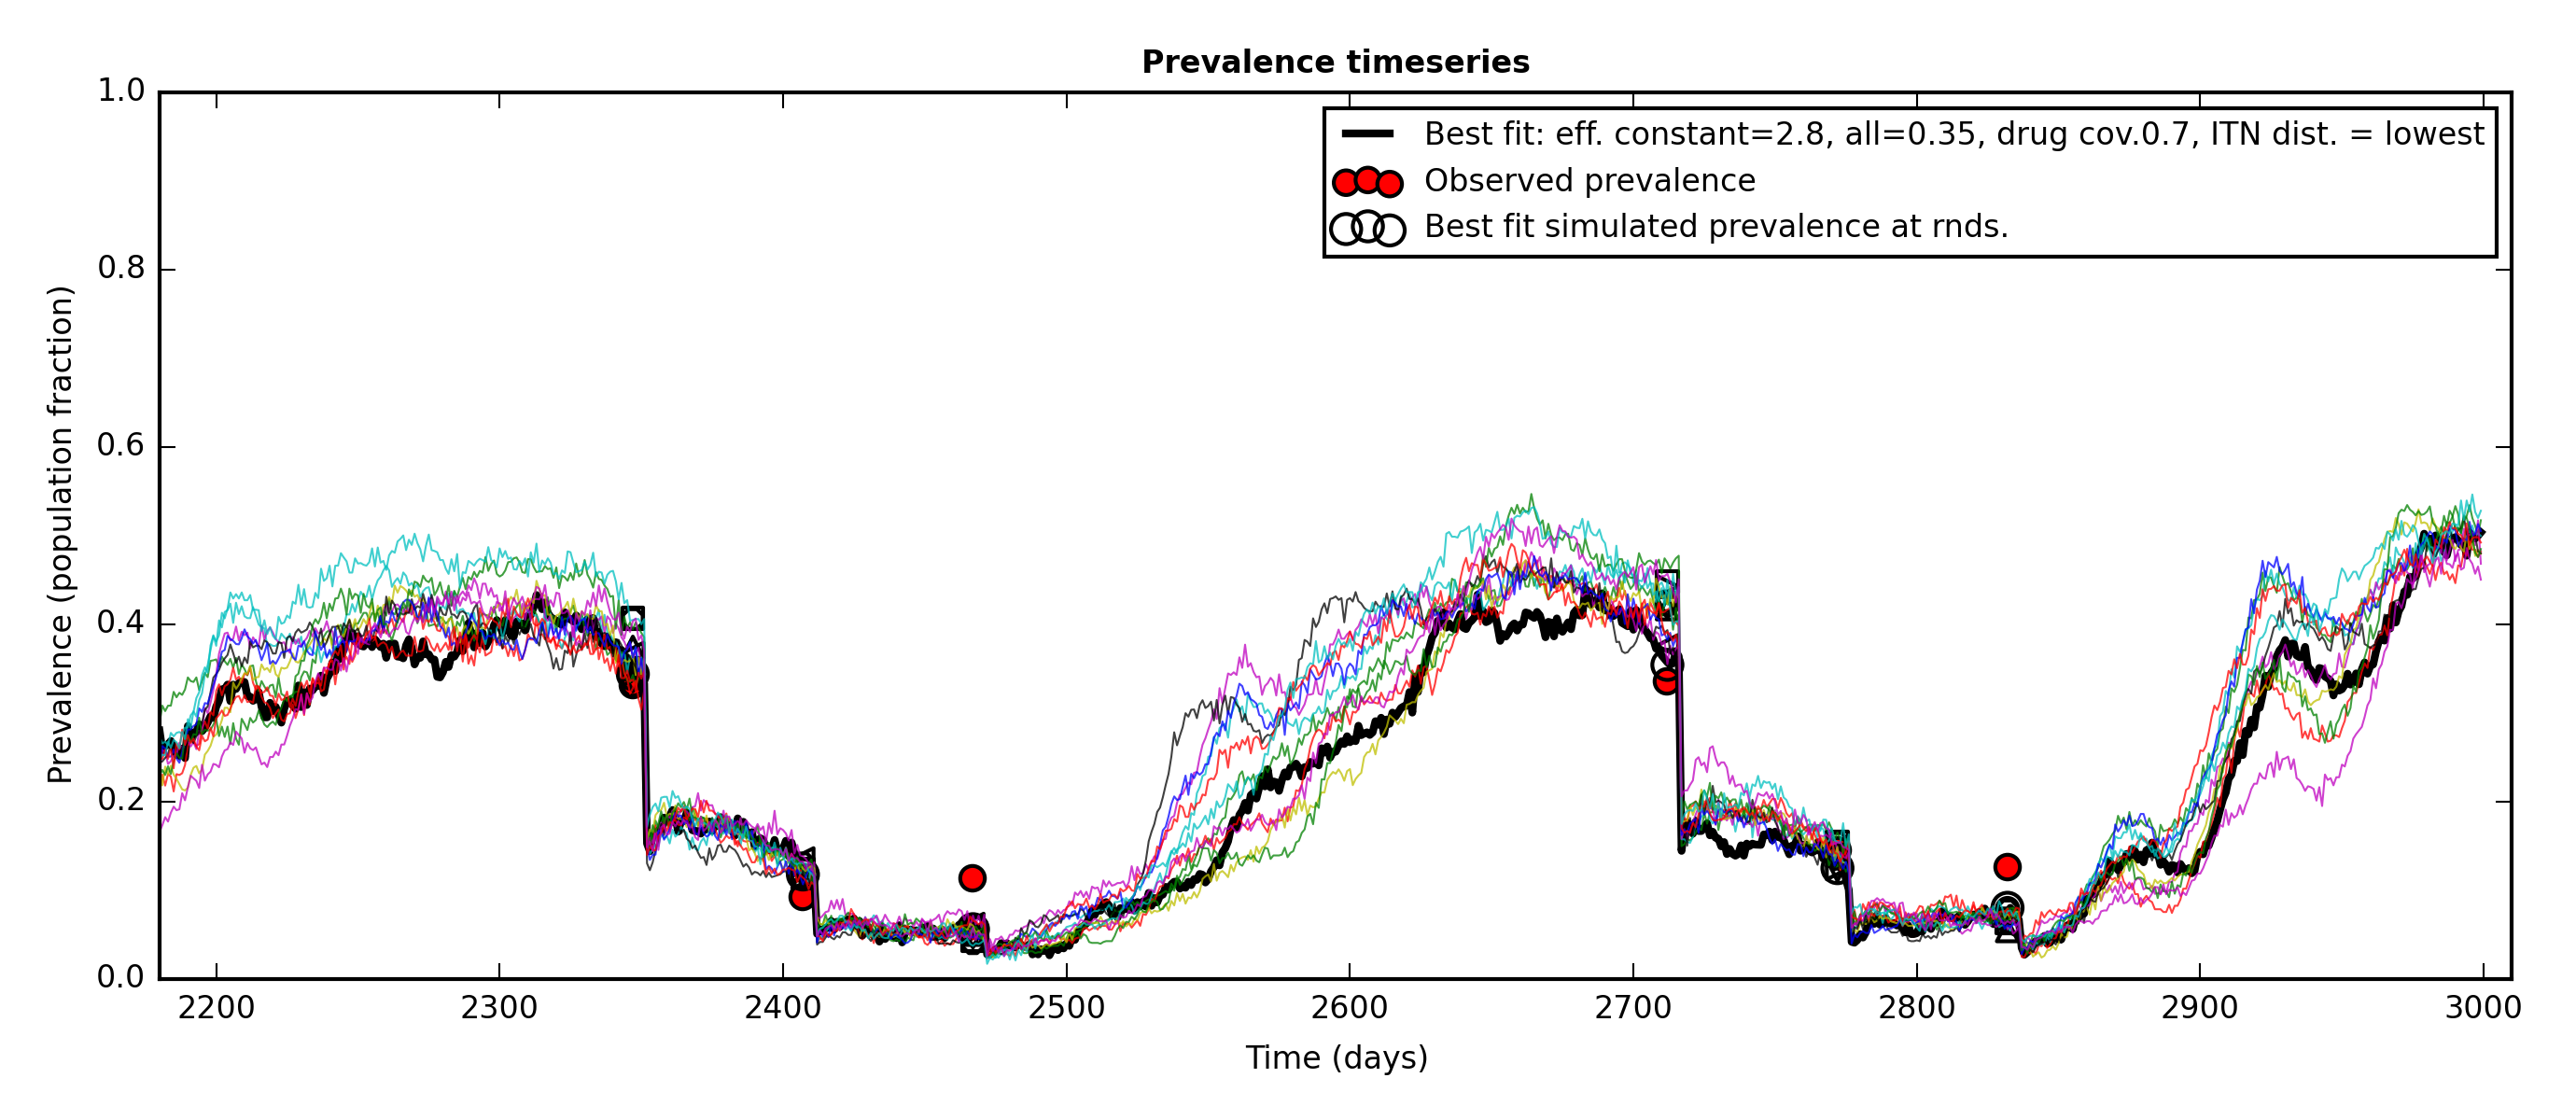 Prevalence timeseries
1.0
0.8
0.6
0.4
0.2
0.0
Prevalence (population fraction)
Best fit: eff. constant=2.8, all=0.35, drug cov.0.7, ITN dist. = lowest
Observed prevalence
Best fit simulated prevalence at rnds.
2200 2300 2400 2500 2600 2700 2800 2900 3000
Time (days)